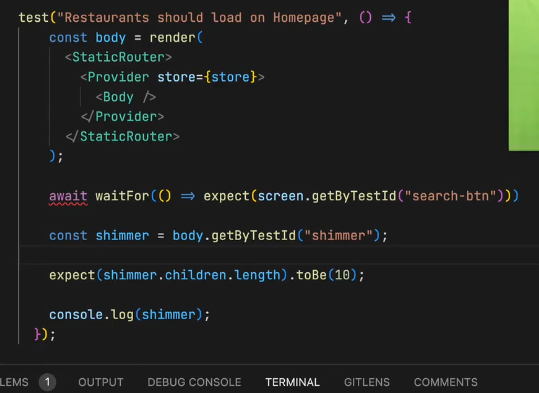 test("Restaurants should load on Homepage", () => {
const body = render(
<StaticRouter>
<Provider store={store}>
<Body />
</Provider>
</StaticRouter>
);
await waitFor(() => expect(screen.getByTestId("search-btn")))
const shimmer = body.getByTestId("shimmer");
expect(shimmer.children.length).toBe(10);
console.log(shimmer);
});
LEMS 1 OUTPUT DEBUG CONSOLE TERMINAL GITLENS COMMENTS